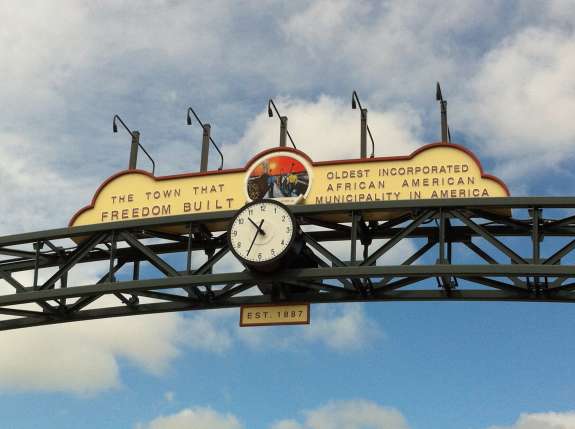 THE TOWN THAT
FREEDOM BUILT
OLDEST INCORPORATED
AFRICAN AMERICAN
MUNICIPALITY IN AMERICA
EST. 1887